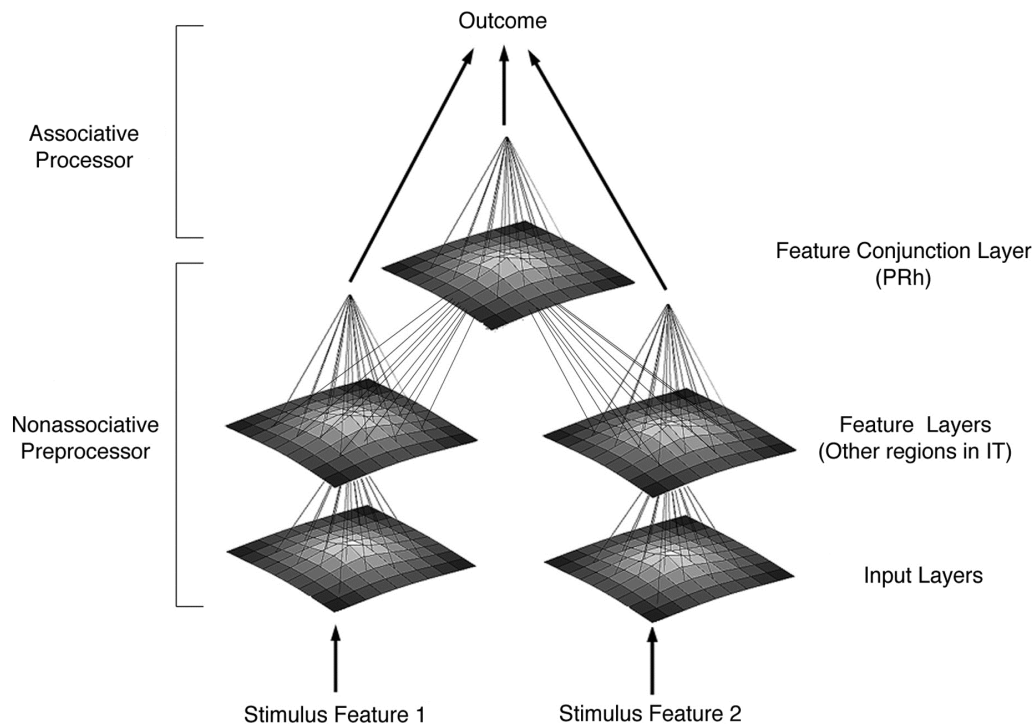 Outcome
Associative
Processor
Feature Conjunction Layer
(PRh)
Nonassociative
Preprocessor
Feature Layers
(Other regions in IT)
Input Layers
Stimulus Feature 1
Stimulus Feature 2